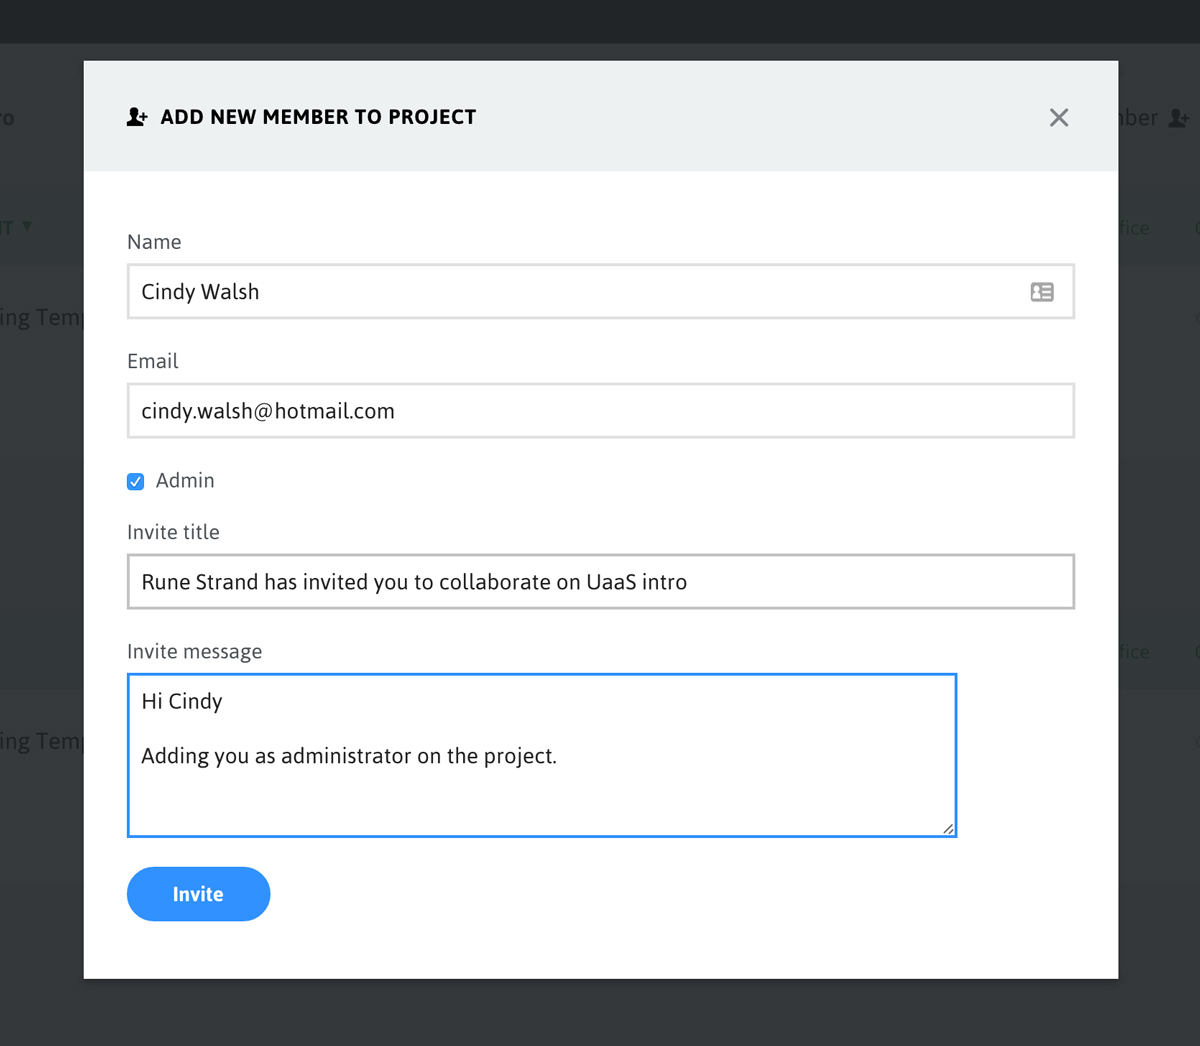 ADD NEW MEMBER TO PROJECT
Name
Cindy Walsh
Email
cindy.walsh@hotmail.com
Admin
Invite title
Rune Strand has invited you to collaborate on UaaS intro
Invite message
Hi Cindy
Adding you as administrator on the project.
Invite